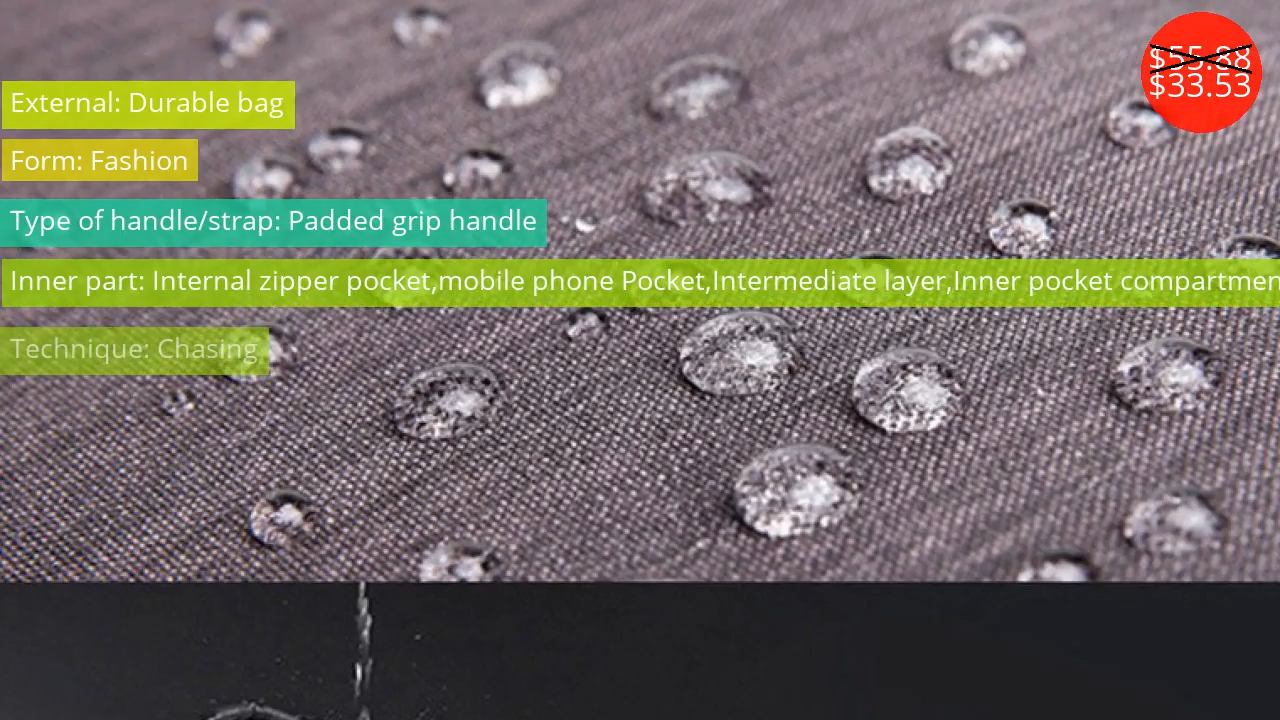 $55.88
$33.53
External: Durable bag
Form: Fashion
Type of handle/strap: Padded grip handle
Inner part: Internal zipper pocket,mobile phone Pocket,Intermediate layer,Inner pocket compartmen
Technique: Chasing